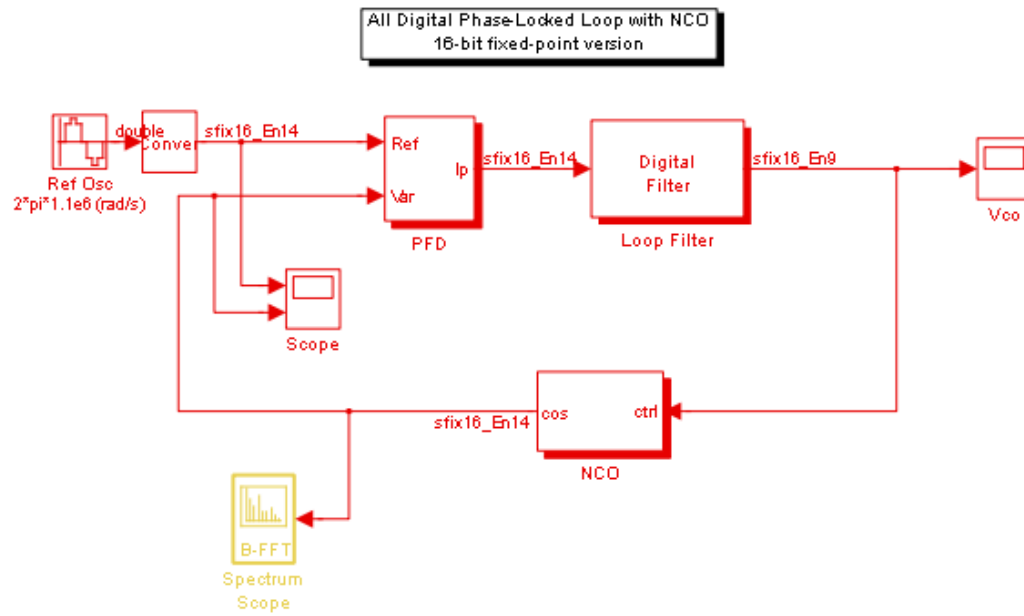 All Digital Phase-Locked Loop with NCO
16-bit fixed-point version
double
Conver
sfix16_En14
Ref Osc
2*pi*1.1e6 (rad/s)
Ref
Var
Ip
PFD
sfix16_En14
Digital
Filter
Loop Filter
sfix16_En9
Vco
Scope
cos
ctrl
NCO
sfix16_En14
B-FFT
Spectrum
Scope